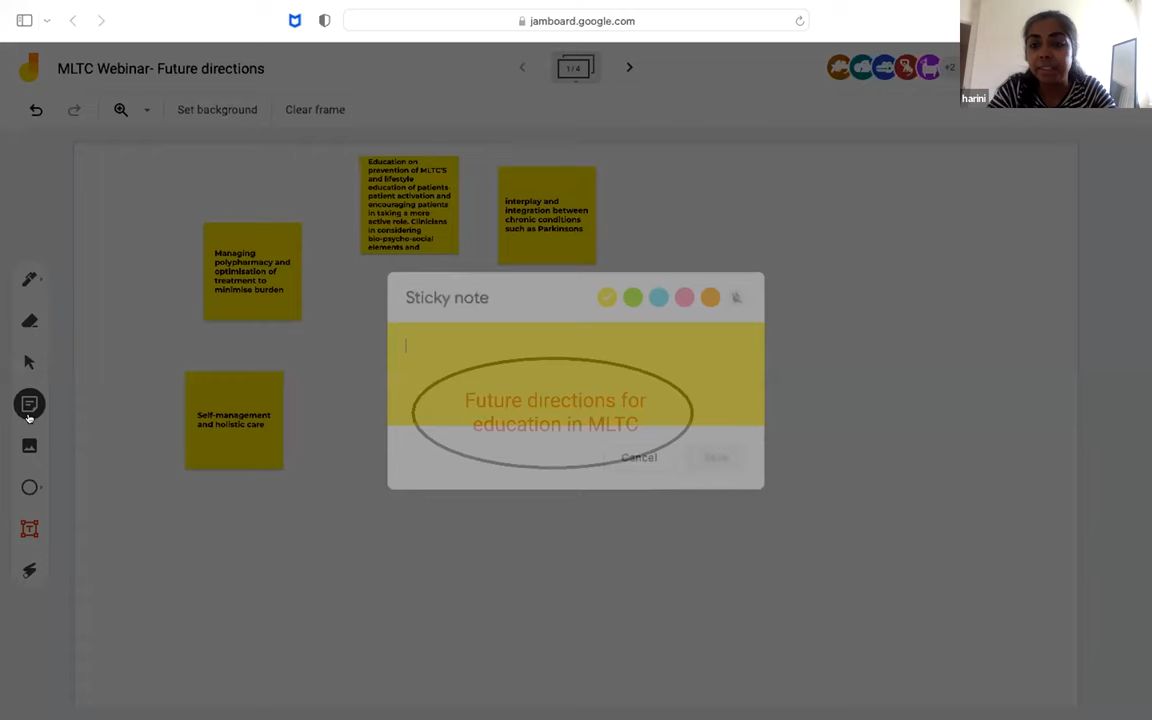 jamboard.google.com
MLTC Webinar- Future directions
1/4
+2
harini
Set background
Clear frame
Education on
prevention of MLTC'S
and lifestyle
education of patients-
patient activation and
encouraging patients
in taking a more
active role. Clinicians
in considering
bio-psycho-social
elements and
interplay and
integration between
chronic conditions
such as Parkinsons
Managing
polypharmacy and
optimisation of
treatment to
minimise burden
Sticky note
Self-management
and holistic care
Future directions for
education in MLTC
Cancel
Save
T